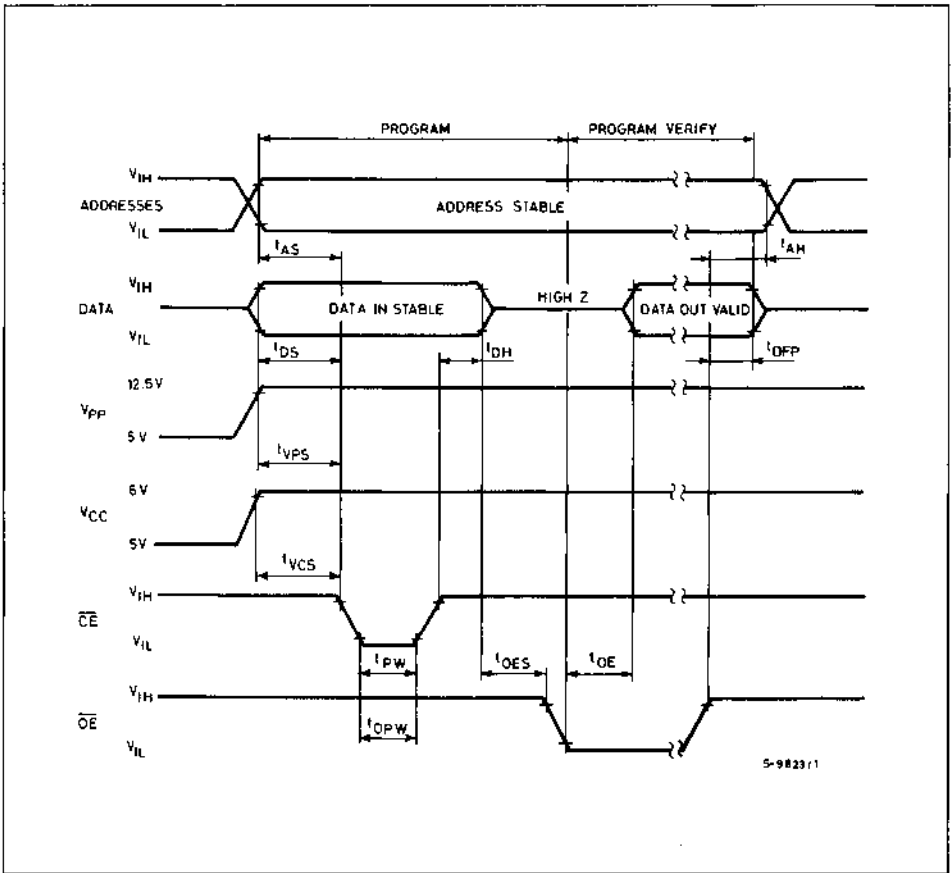 PROGRAM PROGRAM VERIFY
VIH
ADDRESSES ADDRESS STABLE
VIL
tAS tAH
VIH
DATA DATA IN STABLE HIGH Z DATA OUT VALID
VIL
tDS tDH tDFP
12.5V
VPP
5V
tVPS
6V
VCC
5V
tVCS
VIH
CE
VIL
tPW tOES tOE
VIH
OE tOPW
VIL
S-9823/1